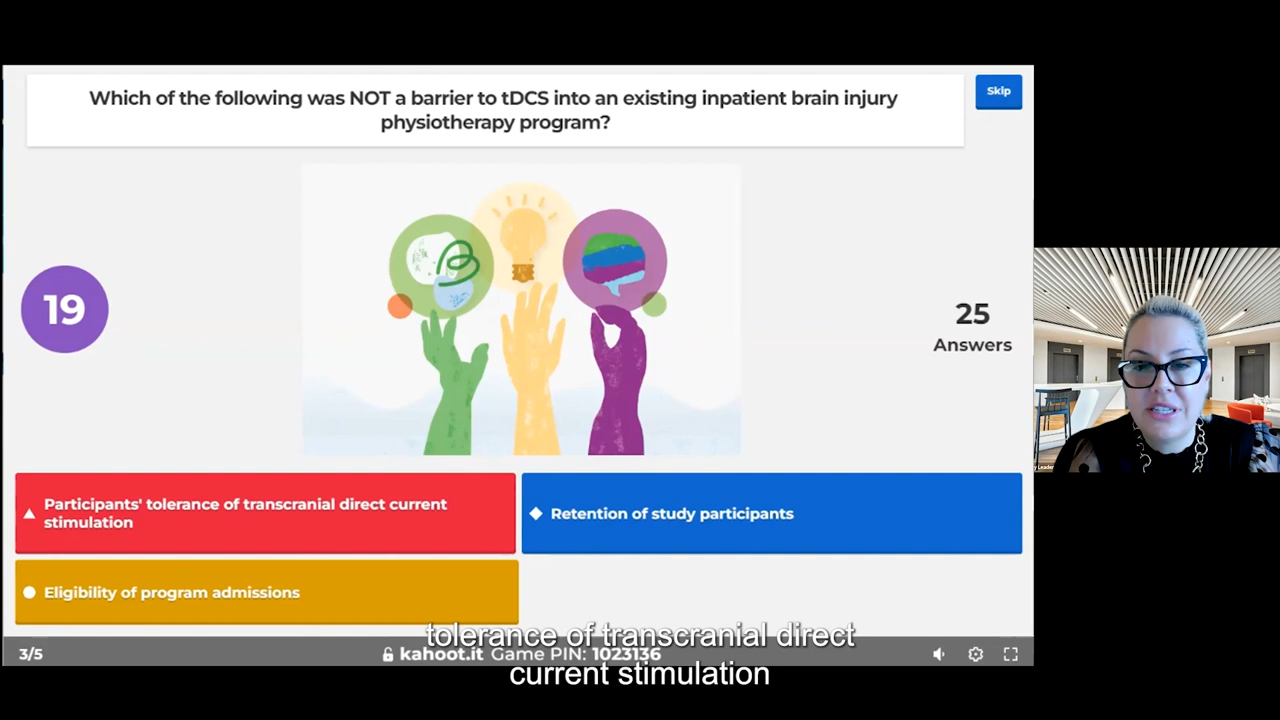 Which of the following was NOT a barrier to tDCS into an existing inpatient brain injury
physiotherapy program?
Skip
19
25
Answers
Participants' tolerance of transcranial direct current
stimulation
Retention of study participants
Eligibility of program admissions
3/5
kahoot.it Game PIN: 1023136
tolerance of transcranial direct
current stimulation